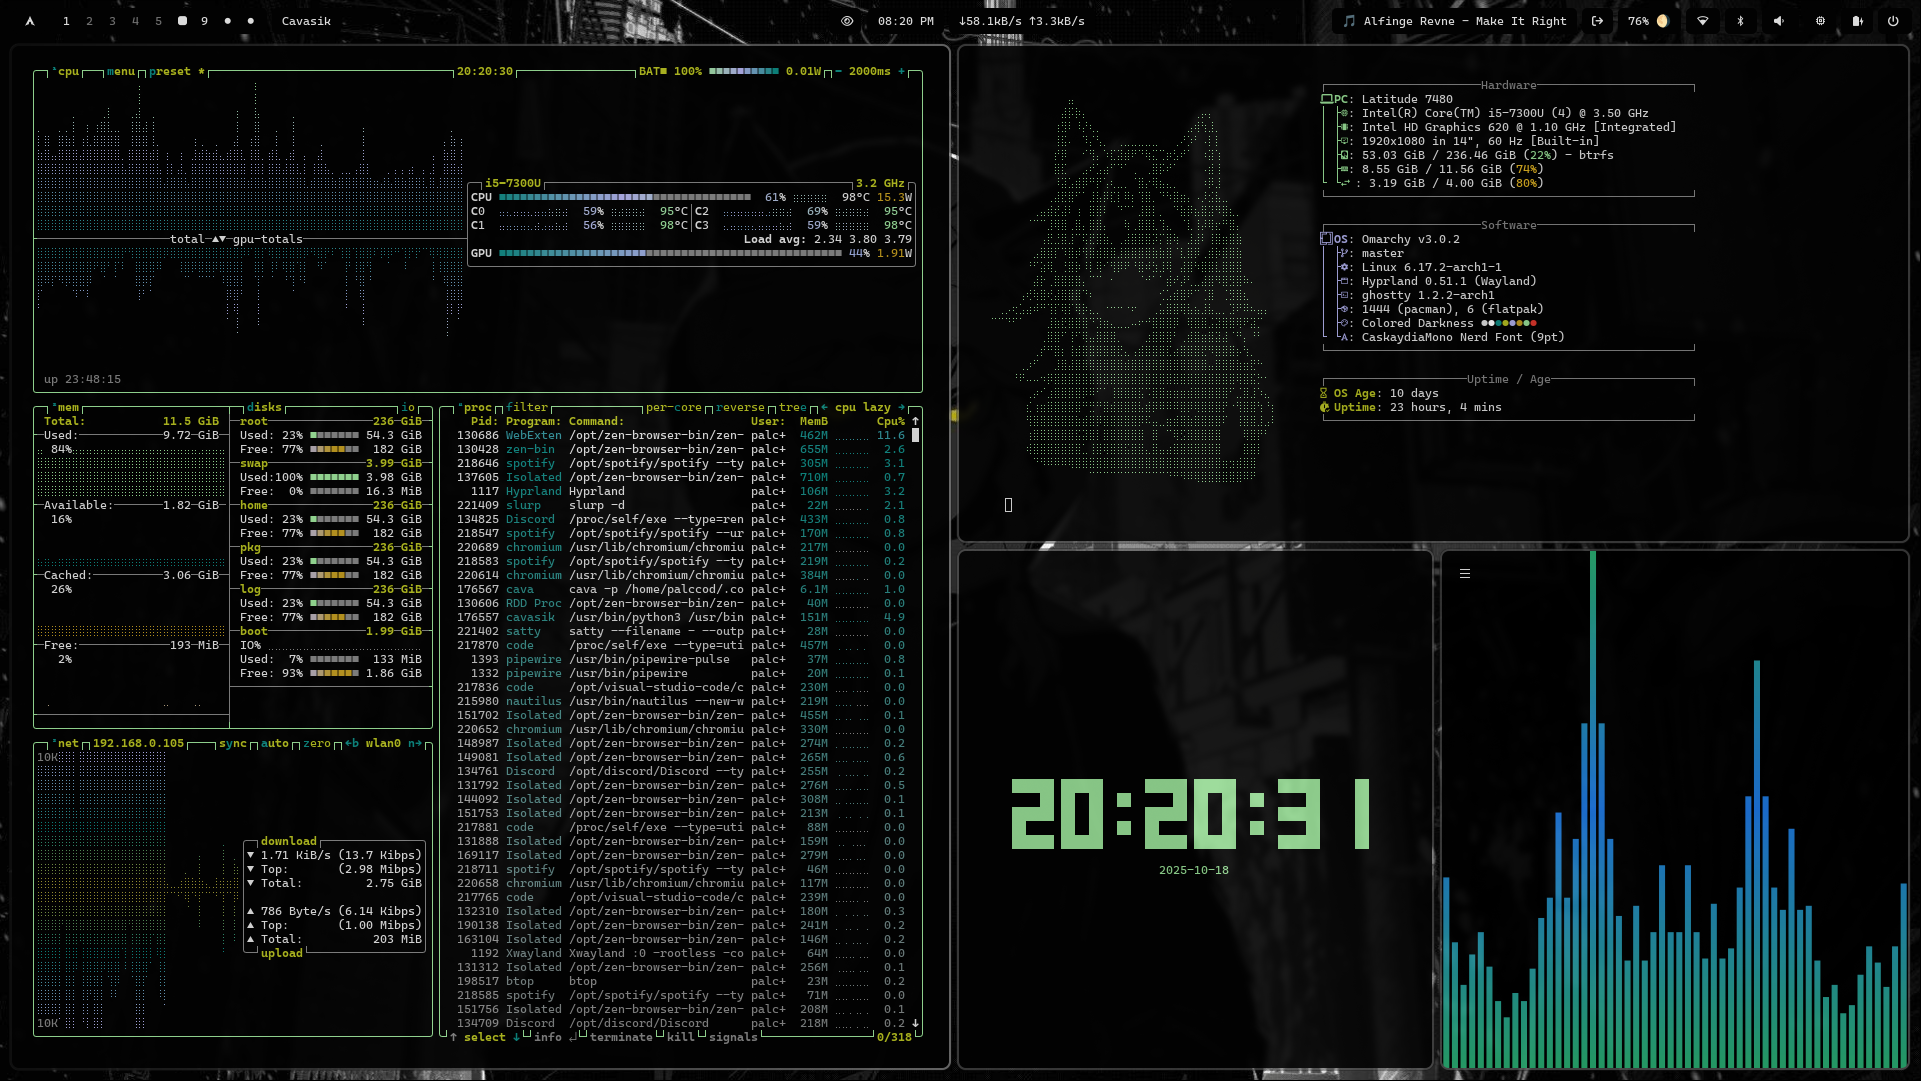 1 2 3 4 5 9 Cavasik
08:20 PM ↓58.1kB/s ↑3.3kB/s
Alfinge Revne – Make It Right 76%
cpu menu preset * 20:20:30 BAT■ 100% 0.01W - 2000ms +
i5-7300U 3.2 GHz
CPU 61% 98°C 15.3W
C0 59% 95°C C2 69% 95°C
C1 56% 98°C C3 59% 98°C
Load avg: 2.34 3.80 3.79
GPU 44% 1.91W
total ▲▼ gpu-totals
up 23:48:15
mem
Total: 11.5 GiB
Used: 9.72 GiB
84%
Available: 1.82 GiB
16%
Cached: 3.06 GiB
26%
Free: 193 MiB
2%
disks io
root 236 GiB
Used: 23% 54.3 GiB
Free: 77% 182 GiB
swap 3.99 GiB
Used:100% 3.98 GiB
Free: 0% 16.3 MiB
home 236 GiB
Used: 23% 54.3 GiB
Free: 77% 182 GiB
pkg 236 GiB
Used: 23% 54.3 GiB
Free: 77% 182 GiB
log 236 GiB
Used: 23% 54.3 GiB
Free: 77% 182 GiB
boot 1.99 GiB
IO%
Used: 7% 133 MiB
Free: 93% 1.86 GiB
net 192.168.0.105 sync auto zero ←b wlan0 n→
10K
download
▼ 1.71 KiB/s (13.7 Kibps)
▼ Top: (2.98 Mibps)
▼ Total: 2.75 GiB
▲ 786 Byte/s (6.14 Kibps)
▲ Top: (1.00 Mibps)
▲ Total: 203 MiB
upload
10K
proc filter per-core reverse tree ← cpu lazy →
Pid: Program: Command: User: MemB Cpu% ↑
130686 WebExten /opt/zen-browser-bin/zen- palc+ 462M 11.6
130428 zen-bin /opt/zen-browser-bin/zen- palc+ 655M 2.6
218646 spotify /opt/spotify/spotify --ty palc+ 305M 3.1
137605 Isolated /opt/zen-browser-bin/zen- palc+ 710M 0.7
1117 Hyprland Hyprland palc+ 106M 3.2
221409 slurp slurp -d palc+ 22M 2.1
134825 Discord /proc/self/exe --type=ren palc+ 433M 0.8
218547 spotify /opt/spotify/spotify --ur palc+ 170M 0.8
220689 chromium /usr/lib/chromium/chromiu palc+ 217M 0.0
218583 spotify /opt/spotify/spotify --ty palc+ 219M 0.2
220614 chromium /usr/lib/chromium/chromiu palc+ 384M 0.0
176567 cava cava -p /home/palccod/.co palc+ 6.1M 1.0
130606 RDD Proc /opt/zen-browser-bin/zen- palc+ 40M 0.0
176557 cavasik /usr/bin/python3 /usr/bin palc+ 151M 4.9
221402 satty satty --filename - --outp palc+ 28M 0.0
217870 code /proc/self/exe --type=uti palc+ 457M 0.0
1393 pipewire /usr/bin/pipewire-pulse palc+ 37M 0.8
1332 pipewire /usr/bin/pipewire palc+ 20M 0.1
217836 code /opt/visual-studio-code/c palc+ 230M 0.0
215980 nautilus /usr/bin/nautilus --new-w palc+ 219M 0.0
151702 Isolated /opt/zen-browser-bin/zen- palc+ 455M 0.1
220652 chromium /usr/lib/chromium/chromiu palc+ 330M 0.0
148987 Isolated /opt/zen-browser-bin/zen- palc+ 274M 0.2
149081 Isolated /opt/zen-browser-bin/zen- palc+ 265M 0.6
134761 Discord /opt/discord/Discord --ty palc+ 255M 0.2
131792 Isolated /opt/zen-browser-bin/zen- palc+ 276M 0.5
144092 Isolated /opt/zen-browser-bin/zen- palc+ 308M 0.1
151753 Isolated /opt/zen-browser-bin/zen- palc+ 213M 0.1
217881 code /proc/self/exe --type=uti palc+ 88M 0.0
131888 Isolated /opt/zen-browser-bin/zen- palc+ 159M 0.0
169117 Isolated /opt/zen-browser-bin/zen- palc+ 279M 0.0
218711 spotify /opt/spotify/spotify --ty palc+ 46M 0.0
220658 chromium /usr/lib/chromium/chromiu palc+ 117M 0.0
217765 code /opt/visual-studio-code/c palc+ 239M 0.0
132310 Isolated /opt/zen-browser-bin/zen- palc+ 180M 0.3
190138 Isolated /opt/zen-browser-bin/zen- palc+ 241M 0.2
163104 Isolated /opt/zen-browser-bin/zen- palc+ 146M 0.2
1192 Xwayland Xwayland :0 -rootless -co palc+ 64M 0.0
131312 Isolated /opt/zen-browser-bin/zen- palc+ 256M 0.1
198517 btop btop palc+ 23M 0.2
218585 spotify /opt/spotify/spotify --ty palc+ 71M 0.0
151756 Isolated /opt/zen-browser-bin/zen- palc+ 208M 0.1
134709 Discord /opt/discord/Discord palc+ 218M 0.2 ↓
↑ select ↓ info ↵ terminate kill signals 0/318
Hardware
PC: Latitude 7480
: Intel(R) Core(TM) i5-7300U (4) @ 3.50 GHz
: Intel HD Graphics 620 @ 1.10 GHz [Integrated]
: 1920x1080 in 14", 60 Hz [Built-in]
: 53.03 GiB / 236.46 GiB (22%) - btrfs
: 8.55 GiB / 11.56 GiB (74%)
: 3.19 GiB / 4.00 GiB (80%)
Software
OS: Omarchy v3.0.2
: master
: Linux 6.17.2-arch1-1
: Hyprland 0.51.1 (Wayland)
: ghostty 1.2.2-arch1
: 1444 (pacman), 6 (flatpak)
: Colored Darkness
: CaskaydiaMono Nerd Font (9pt)
Uptime / Age
OS Age: 10 days
Uptime: 23 hours, 4 mins
20:20:31
2025-10-18